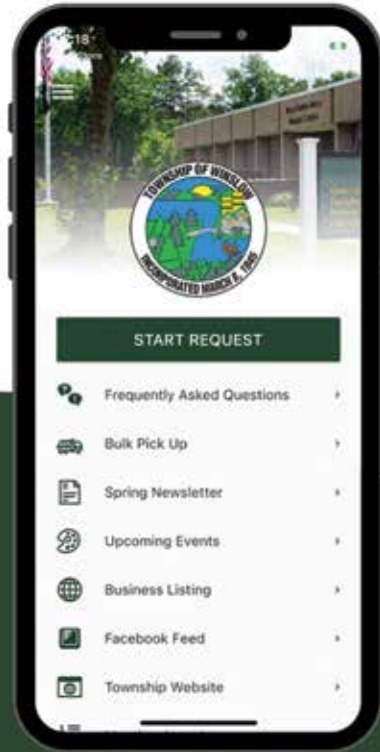 TOWNSHIP OF WINSLOW
INCORPORATED MARCH 8, 1845
START REQUEST
Frequently Asked Questions
Bulk Pick Up
Spring Newsletter
Upcoming Events
Business Listing
Facebook Feed
Township Website